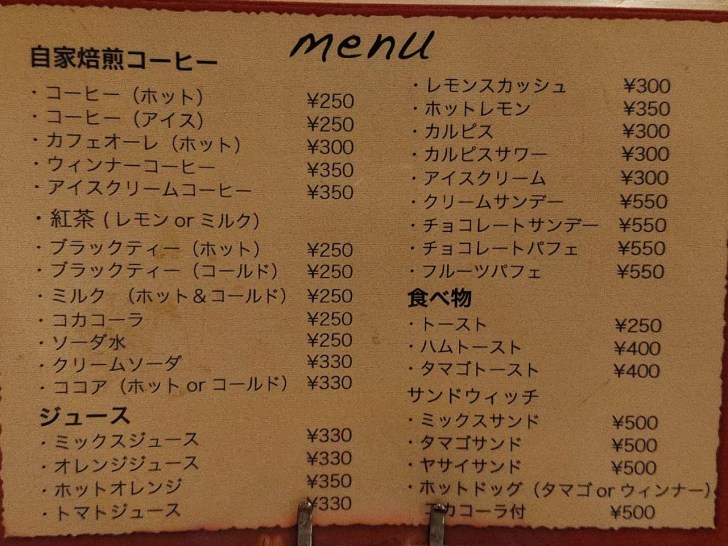 menu
自家焙煎コーヒー
・コーヒー（ホット） ¥250
・コーヒー（アイス） ¥250
・カフェオーレ（ホット） ¥300
・ウィンナーコーヒー ¥350
・アイスクリームコーヒー ¥350
・紅茶（レモン or ミルク）
・ブラックティー（ホット） ¥250
・ブラックティー（コールド） ¥250
・ミルク （ホット＆コールド） ¥250
・コカコーラ ¥250
・ソーダ水 ¥250
・クリームソーダ ¥330
・ココア（ホット or コールド） ¥330
ジュース
・ミックスジュース ¥330
・オレンジジュース ¥330
・ホットオレンジ ¥350
・トマトジュース ¥330
・レモンスカッシュ ¥300
・ホットレモン ¥350
・カルピス ¥300
・カルピスサワー ¥300
・アイスクリーム ¥300
・クリームサンデー ¥550
・チョコレートサンデー ¥550
・チョコレートパフェ ¥550
・フルーツパフェ ¥550
食べ物
・トースト ¥250
・ハムトースト ¥400
・タマゴトースト ¥400
サンドウィッチ
・ミックスサンド ¥500
・タマゴサンド ¥500
・ヤサイサンド ¥500
・ホットドッグ（タマゴ or ウィンナー）
コカコーラ付 ¥500